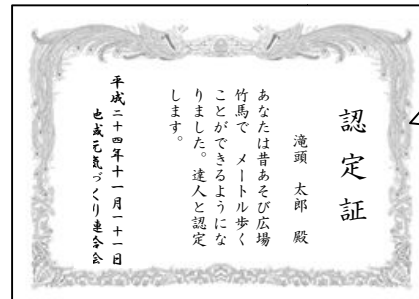 認定証
滝頭 太郎 殿
あなたは昔あそび広場
竹馬で メートル歩く
ことができるようにな
りました。達人と認定
します。
平成二十四年十一月一十一日
地域元気づくり連合会